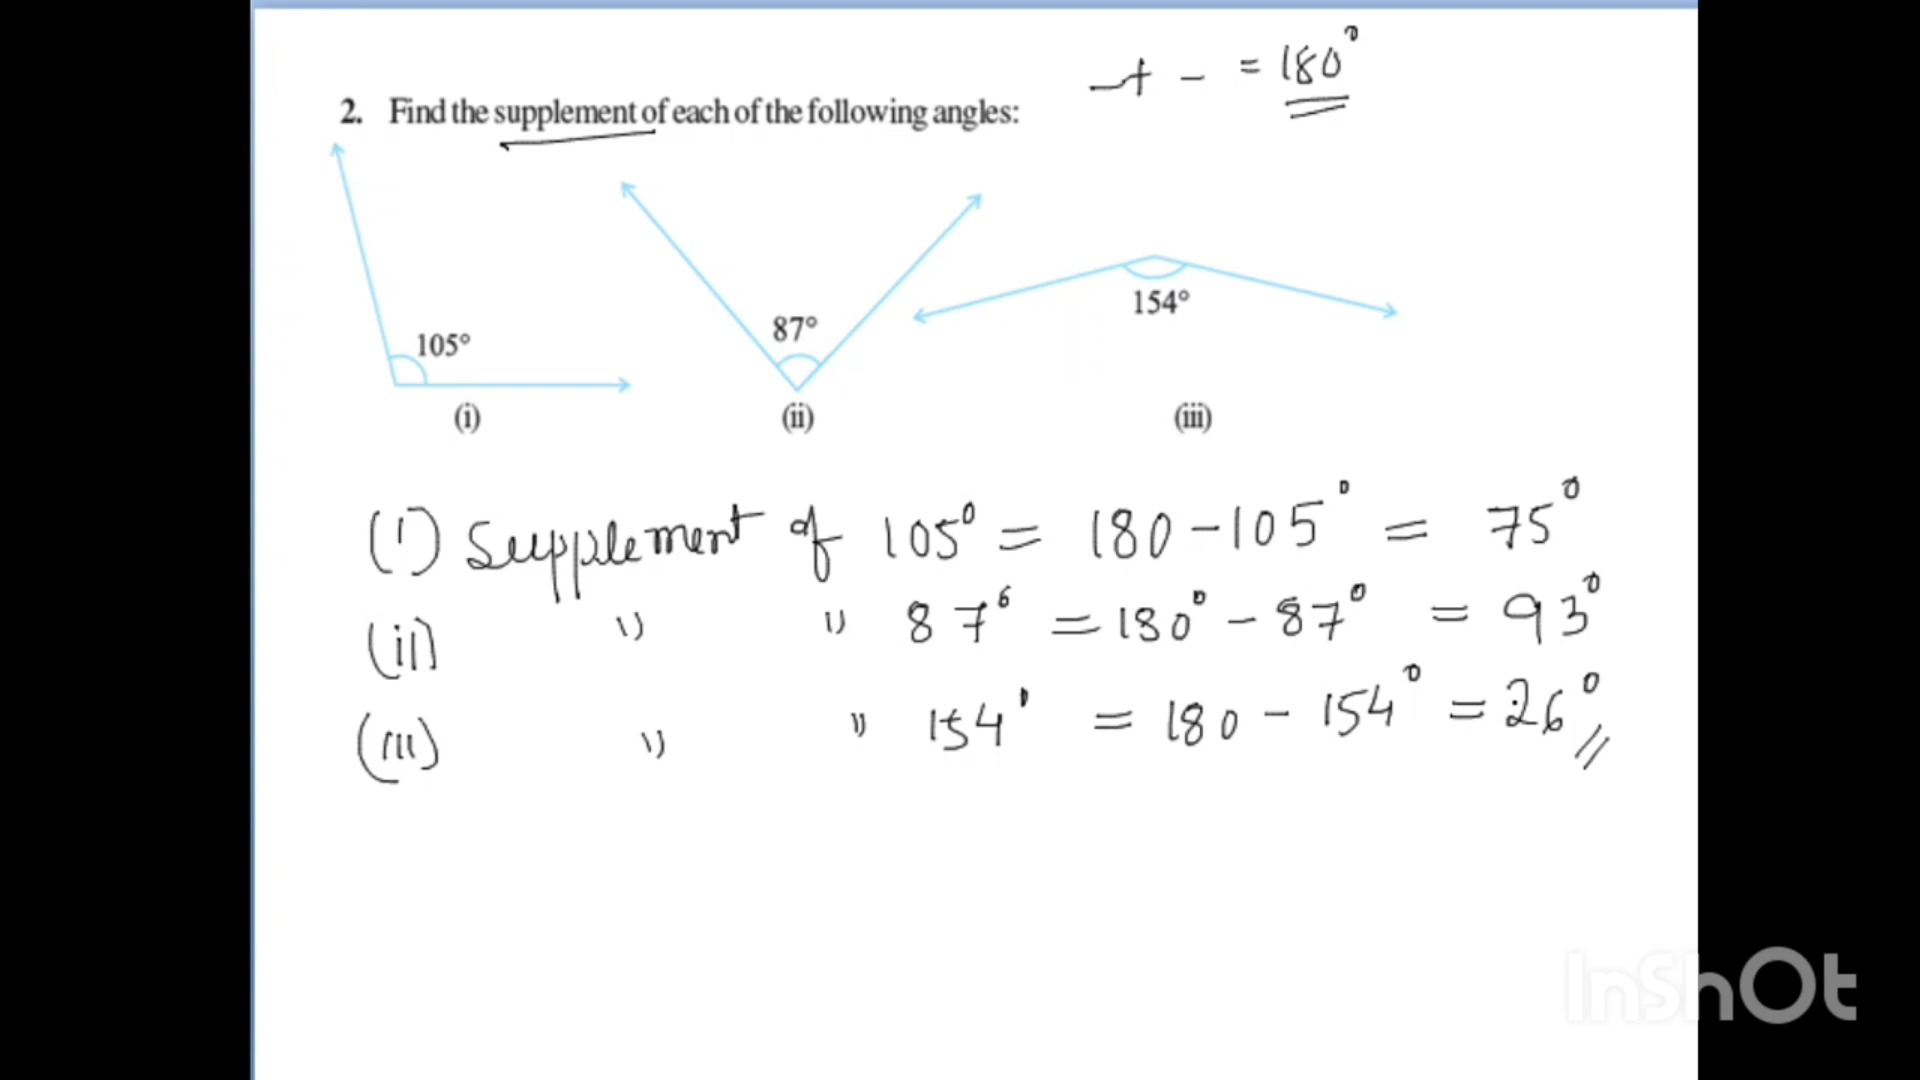 — + — = 180°
2. Find the supplement of each of the following angles:
105° 87° 154°
(i) (ii) (iii)
(i) Supplement of 105° = 180 - 105° = 75°
(ii) " " 87° = 180° - 87° = 93°
(iii) " " 154° = 180 - 154° = 26°
InShOt